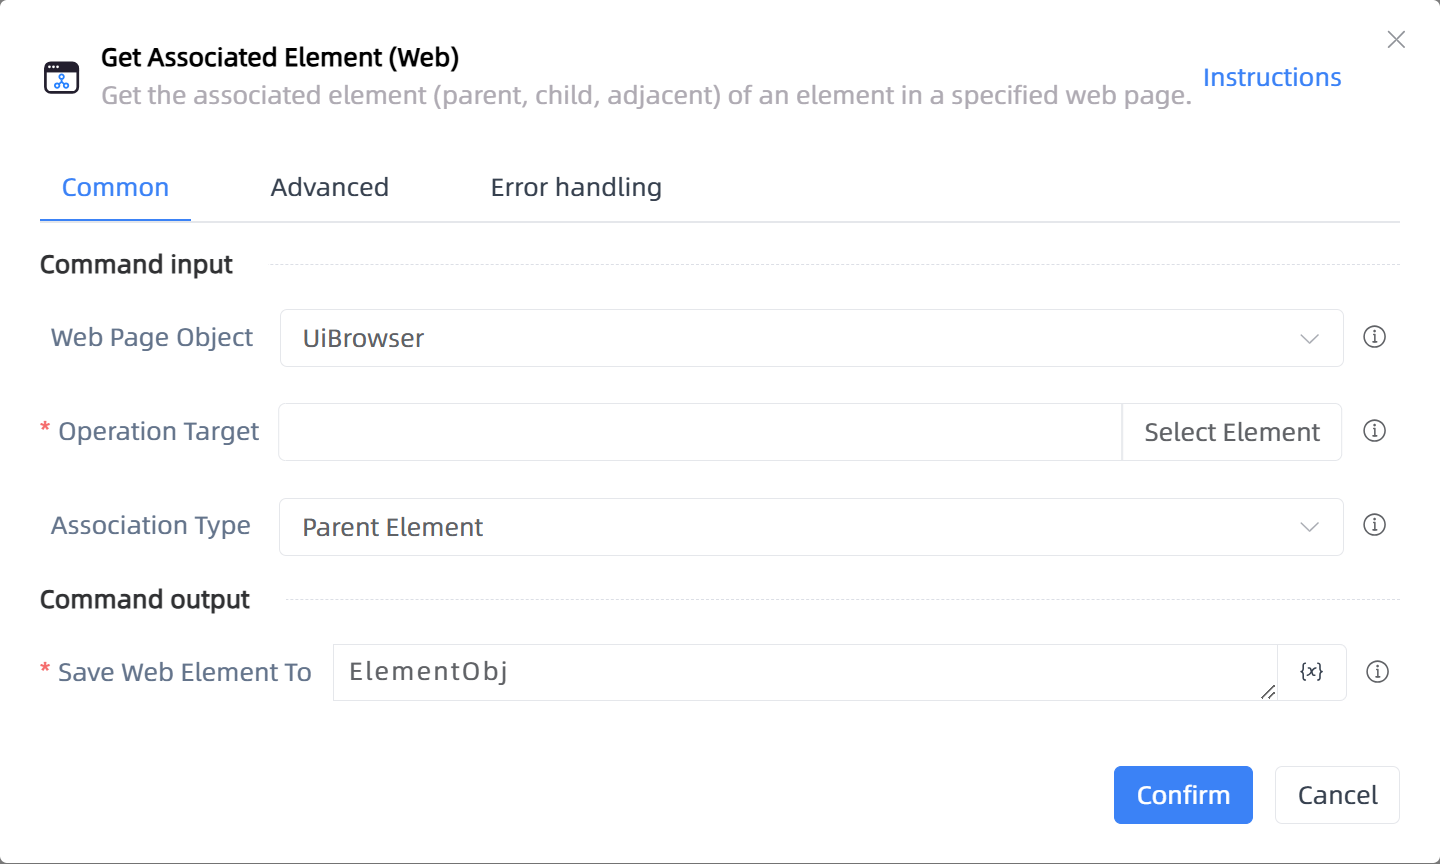 Get Associated Element (Web)
Get the associated element (parent, child, adjacent) of an element in a specified web page.
Instructions
Common
Advanced
Error handling
Command input
Web Page Object
UiBrowser
* Operation Target
Select Element
Association Type
Parent Element
Command output
* Save Web Element To
ElementObj
{x}
Confirm
Cancel